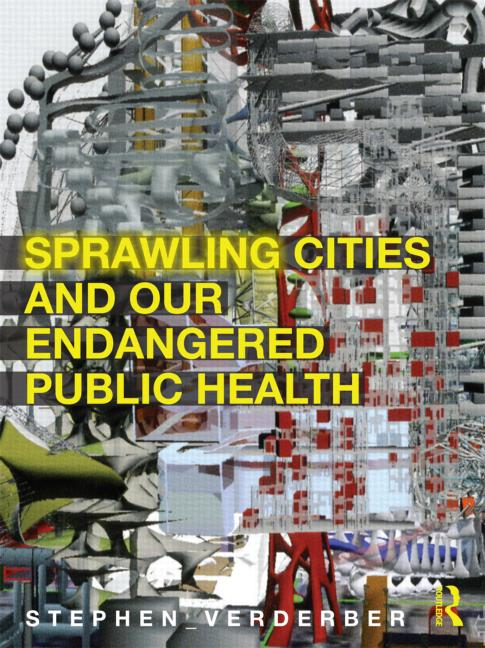 SPRAWLING CITIES
AND OUR
ENDANGERED
PUBLIC HEALTH
STEPHEN_VERDERBER
ROUTLEDGE